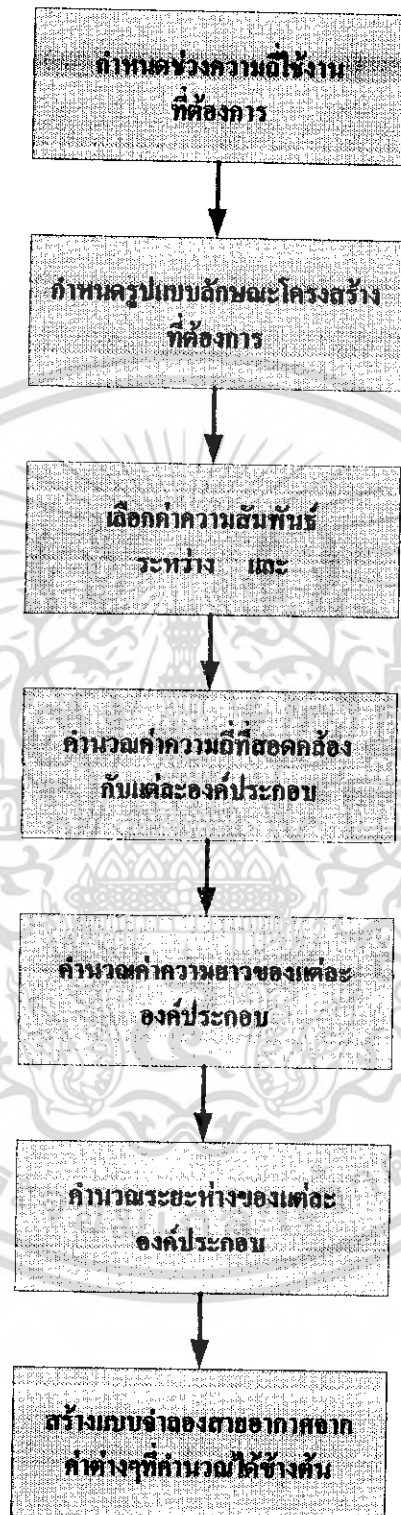 กำหนดช่วงความถี่ใช้งาน
ที่ต้องการ
กำหนดรูปแบบลักษณะโครงสร้าง
ที่ต้องการ
เลือกค่าความสัมพันธ์
ระหว่าง และ
คำนวณค่าความถี่ที่สอดคล้อง
กับแต่ละองค์ประกอบ
คำนวณค่าความยาวของแต่ละ
องค์ประกอบ
คำนวณระยะห่างของแต่ละ
องค์ประกอบ
สร้างแบบจำลองสายอากาศจาก
ค่าต่างๆที่คำนวณได้ข้างต้น